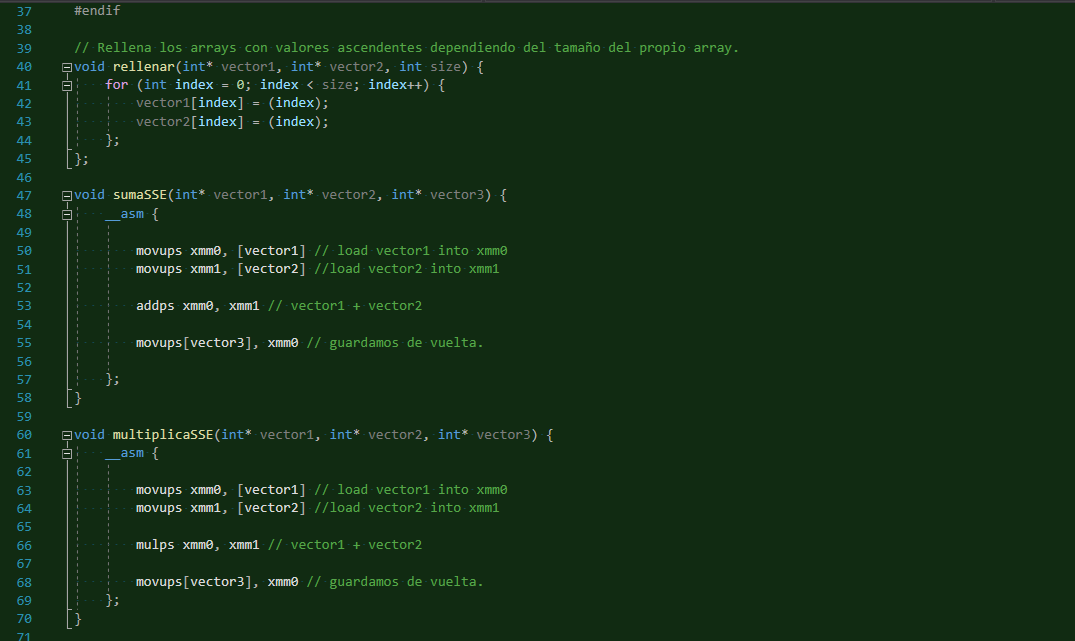 37 #endif
38
39 // Rellena los arrays con valores ascendentes dependiendo del tamaño del propio array.
40 void rellenar(int* vector1, int* vector2, int size) {
41 for (int index = 0; index < size; index++) {
42 vector1[index] = (index);
43 vector2[index] = (index);
44 };
45 };
46
47 void sumaSSE(int* vector1, int* vector2, int* vector3) {
48 __asm {
49
50 movups xmm0, [vector1] // load vector1 into xmm0
51 movups xmm1, [vector2] //load vector2 into xmm1
52
53 addps xmm0, xmm1 // vector1 + vector2
54
55 movups[vector3], xmm0 // guardamos de vuelta.
56
57 };
58 }
59
60 void multiplicaSSE(int* vector1, int* vector2, int* vector3) {
61 __asm {
62
63 movups xmm0, [vector1] // load vector1 into xmm0
64 movups xmm1, [vector2] //load vector2 into xmm1
65
66 mulps xmm0, xmm1 // vector1 + vector2
67
68 movups[vector3], xmm0 // guardamos de vuelta.
69 };
70 }
71